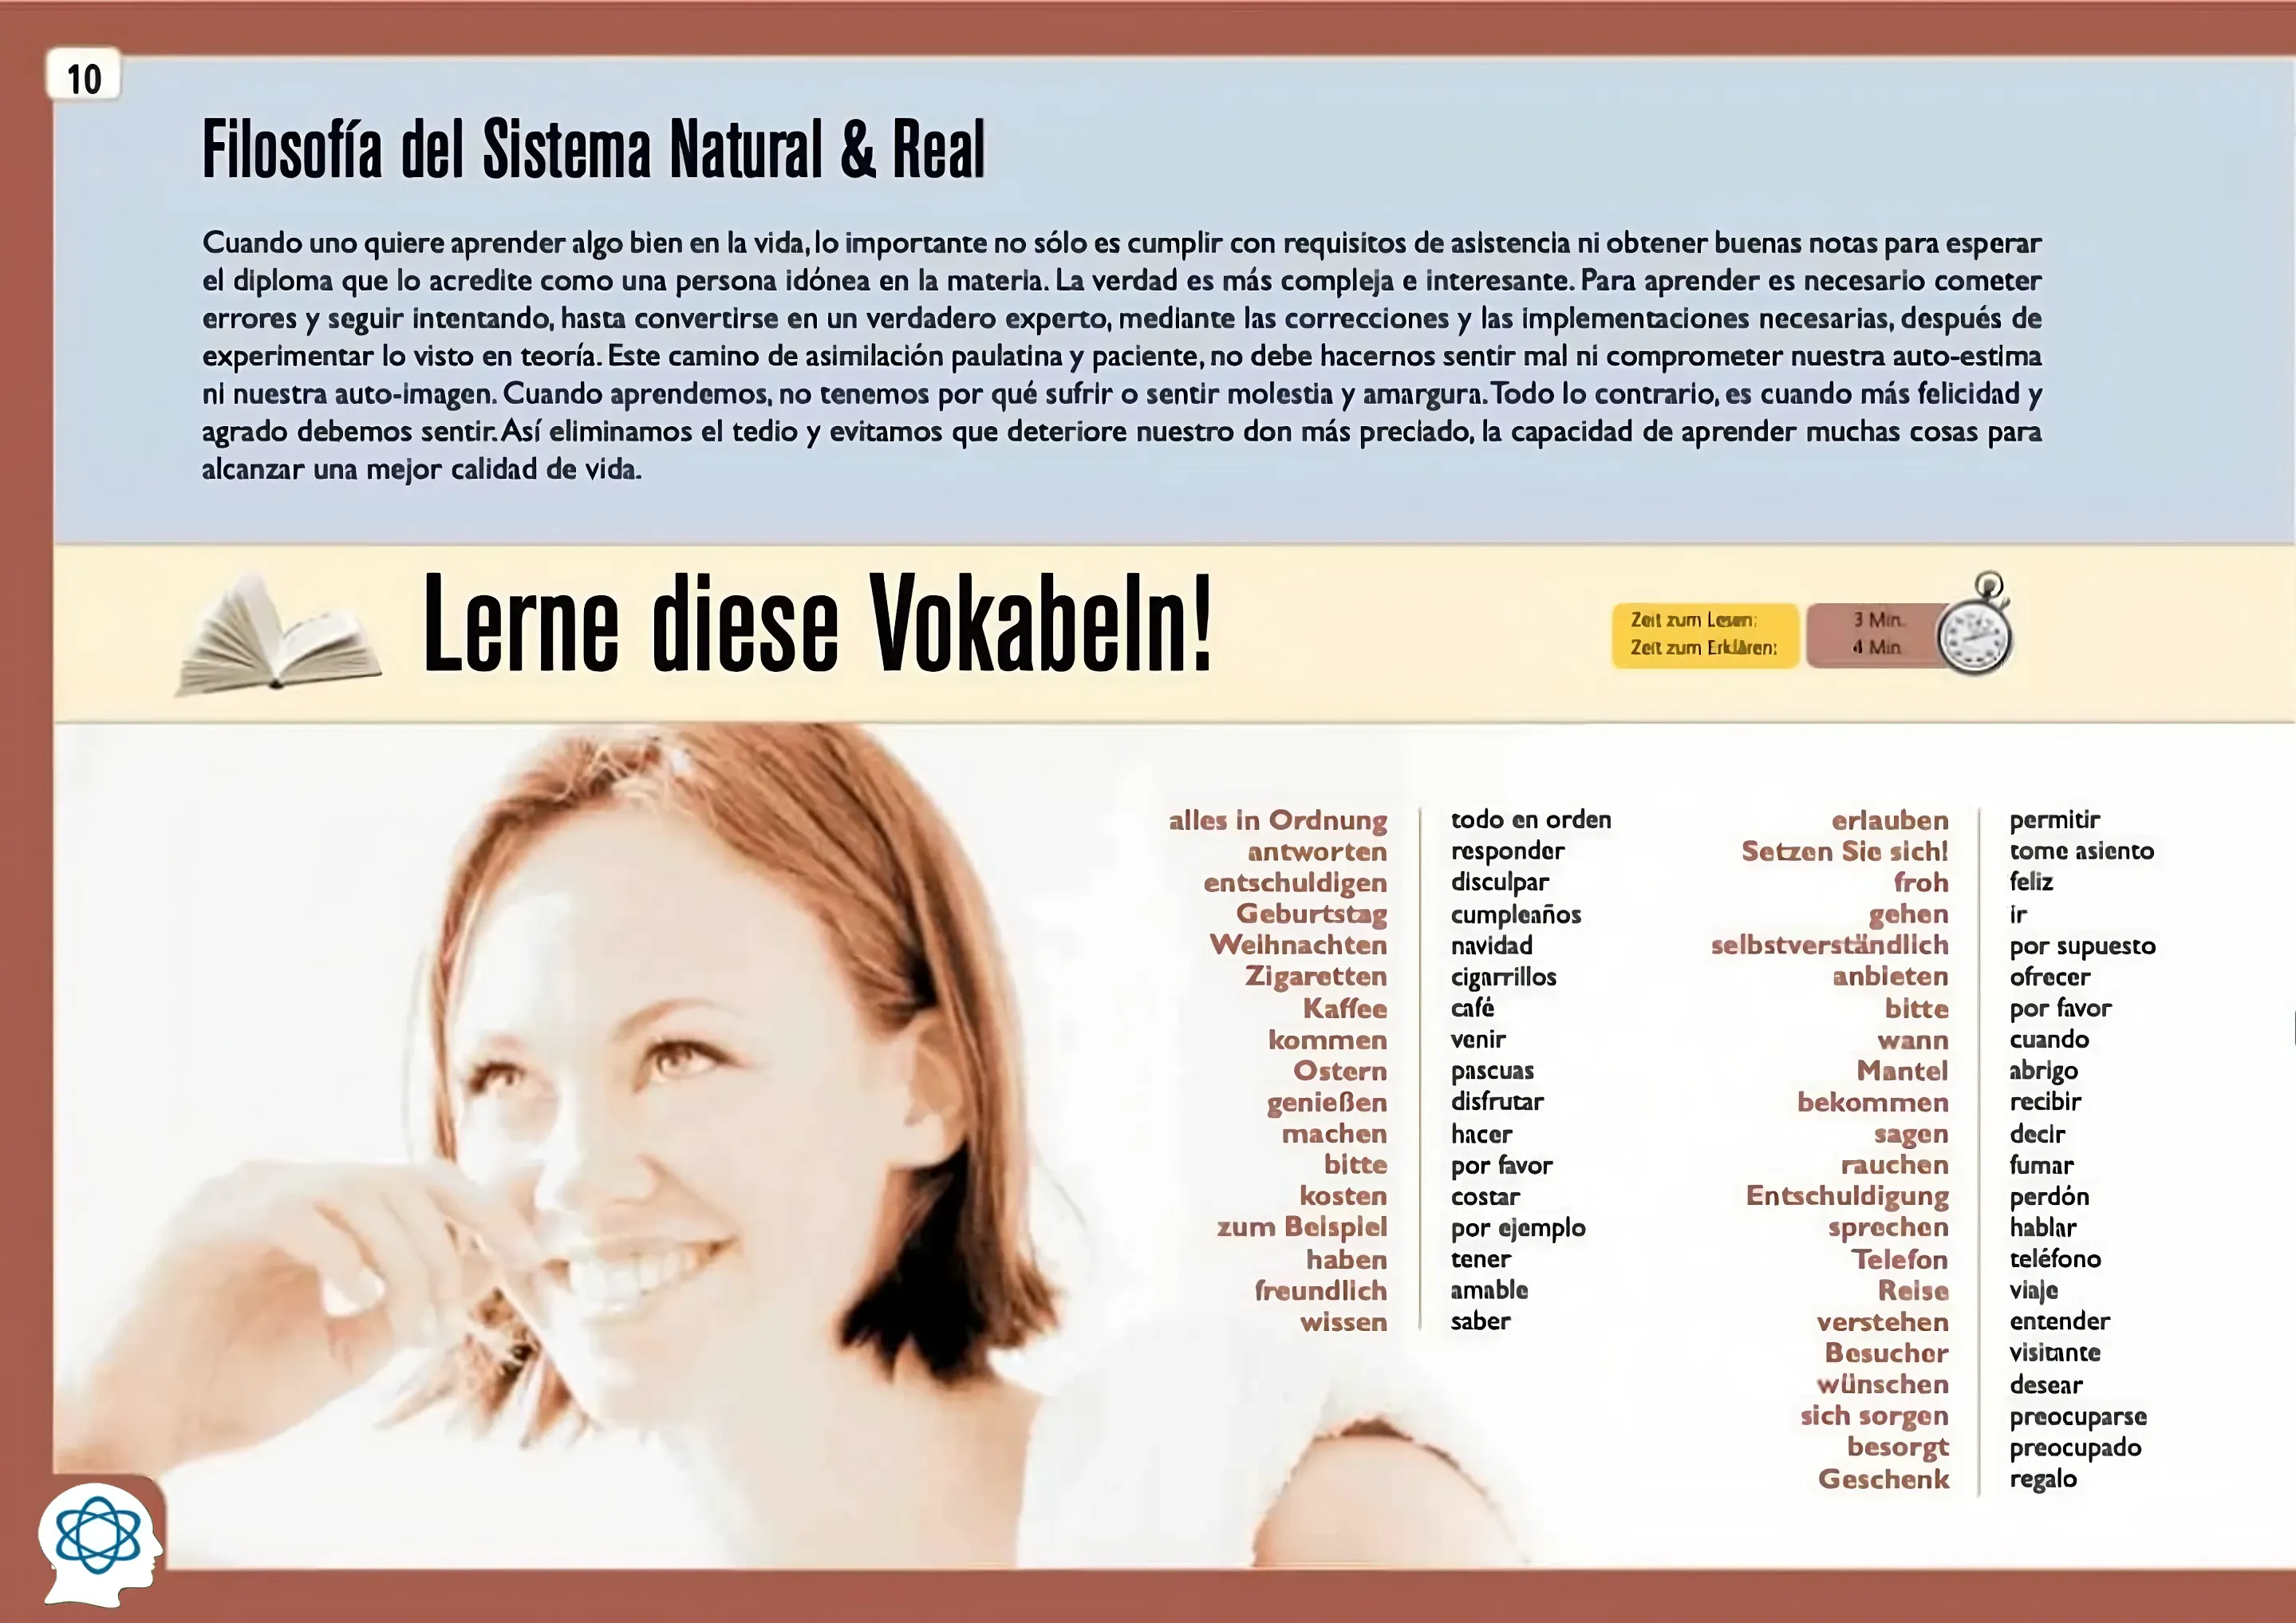 10
Filosofía del Sistema Natural & Real
Cuando uno quiere aprender algo bien en la vida, lo importante no sólo es cumplir con requisitos de asistencia ni obtener buenas notas para esperar
el diploma que lo acredite como una persona idónea en la materia. La verdad es más compleja e interesante. Para aprender es necesario cometer
errores y seguir intentando, hasta convertirse en un verdadero experto, mediante las correcciones y las implementaciones necesarias, después de
experimentar lo visto en teoría. Este camino de asimilación paulatina y paciente, no debe hacernos sentir mal ni comprometer nuestra auto-estima
ni nuestra auto-imagen. Cuando aprendemos, no tenemos por qué sufrir o sentir molestia y amargura. Todo lo contrario, es cuando más felicidad y
agrado debemos sentir. Así eliminamos el tedio y evitamos que deteriore nuestro don más preciado, la capacidad de aprender muchas cosas para
alcanzar una mejor calidad de vida.
Lerne diese Vokabeln!
Zeit zum Lesen: 3 Min.
Zeit zum Erklären: 4 Min
alles in Ordnung todo en orden
antworten responder
entschuldigen disculpar
Geburtstag cumpleaños
Weihnachten navidad
Zigaretten cigarrillos
Kaffee café
kommen venir
Ostern pascuas
genießen disfrutar
machen hacer
bitte por favor
kosten costar
zum Beispiel por ejemplo
haben tener
freundlich amable
wissen saber
erlauben permitir
Setzen Sie sich! tome asiento
froh feliz
gehen ir
selbstverständlich por supuesto
anbieten ofrecer
bitte por favor
wann cuando
Mantel abrigo
bekommen recibir
sagen decir
rauchen fumar
Entschuldigung perdón
sprechen hablar
Telefon teléfono
Reise viaje
verstehen entender
Besucher visitante
wünschen desear
sich sorgen preocuparse
besorgt preocupado
Geschenk regalo